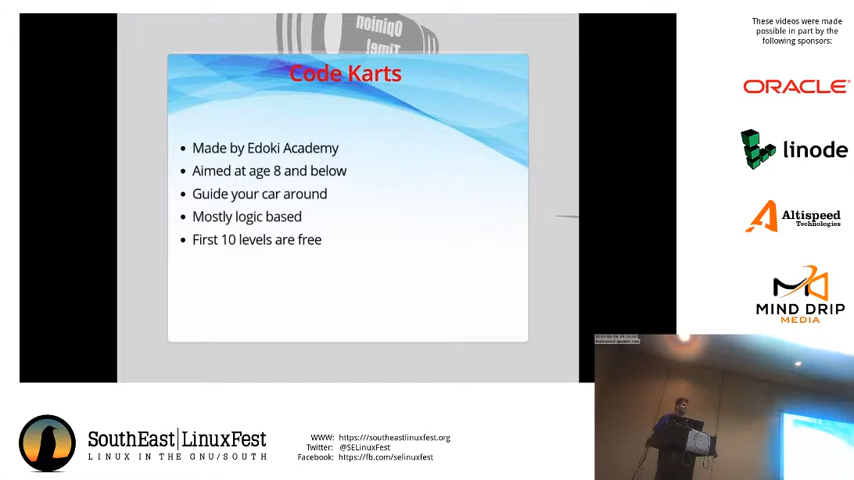 These videos were made
possible in part by the
following sponsors:
Opinion
Time!
Code Karts
Made by Edoki Academy
Aimed at age 8 and below
Guide your car around
Mostly logic based
First 10 levels are free
ORACLE
linode
Altispeed
Technologies
MIND DRIP
MEDIA
SouthEast|LinuxFest
LINUX IN THE GNU/SOUTH
WWW: https:///southeastlinuxfest.org
Twitter: @SELinuxFest
Facebook: https://fb.com/selinuxfest